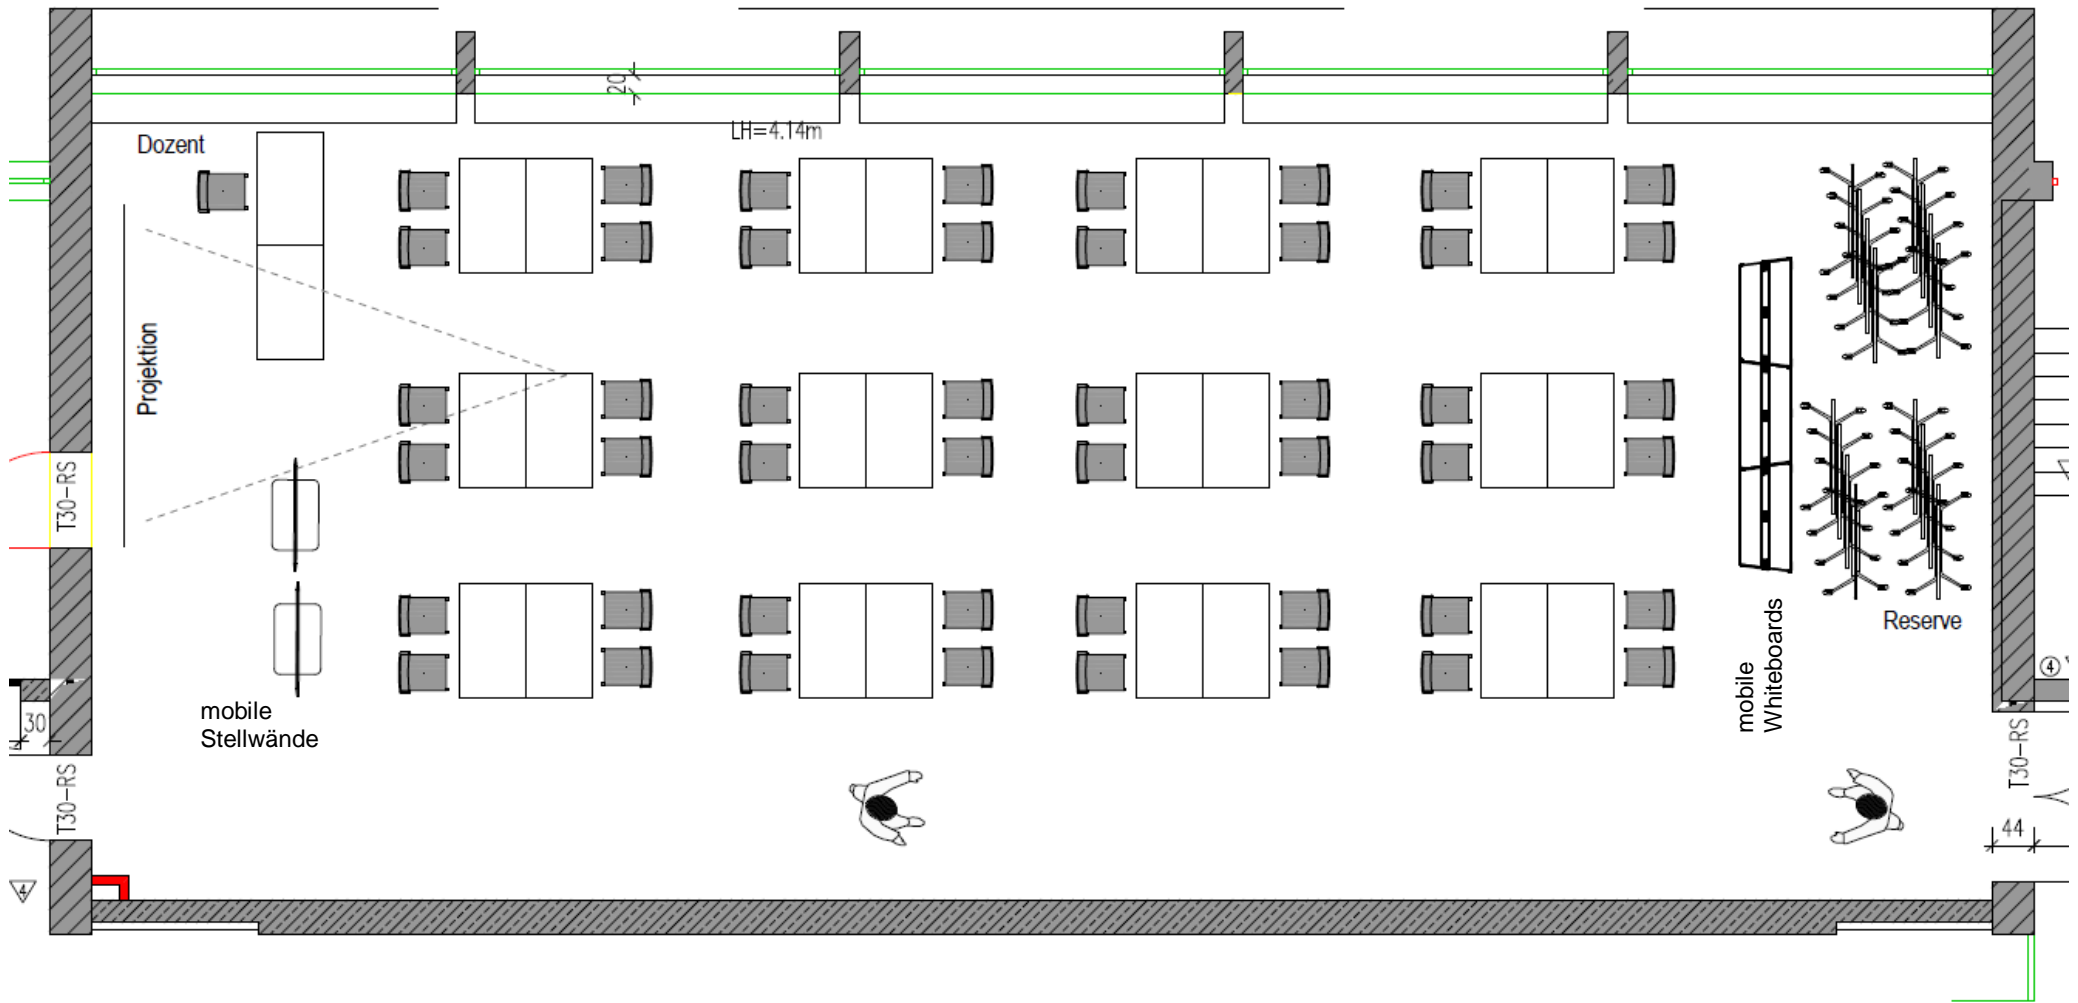 20
LH=4.14m
Dozent
Projektion
T30-RS
mobile
Stellwände
30
T30-RS
4
mobile
Whiteboards
Reserve
4
T30-RS
44